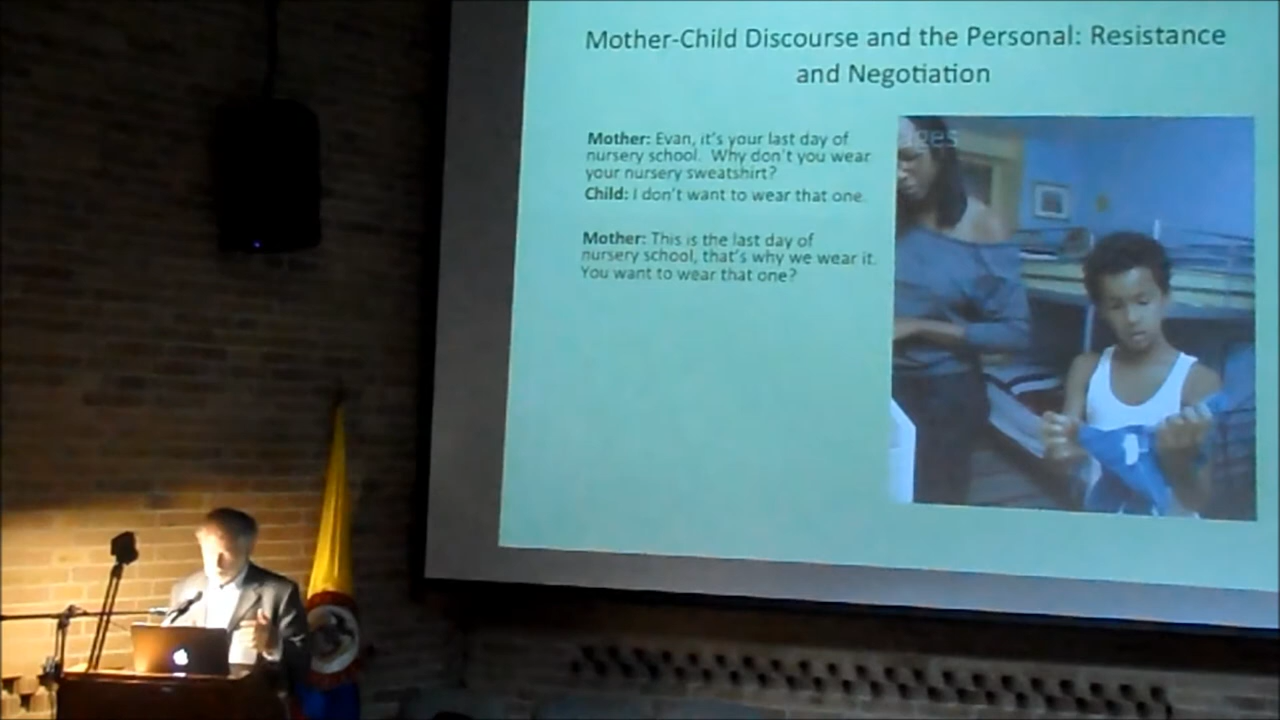 Mother-Child Discourse and the Personal: Resistance
and Negotiation
Mother: Evan, it's your last day of
nursery school. Why don't you wear
your nursery sweatshirt?
Child: I don't want to wear that one.
Mother: This is the last day of
nursery school, that's why we wear it.
You want to wear that one?